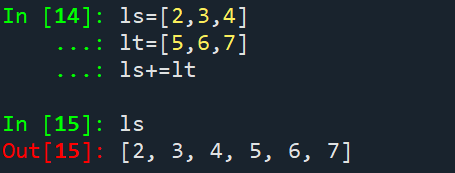 In [14]: ls=[2,3,4]
    ...: lt=[5,6,7]
    ...: ls+=lt
In [15]: ls
Out[15]: [2, 3, 4, 5, 6, 7]